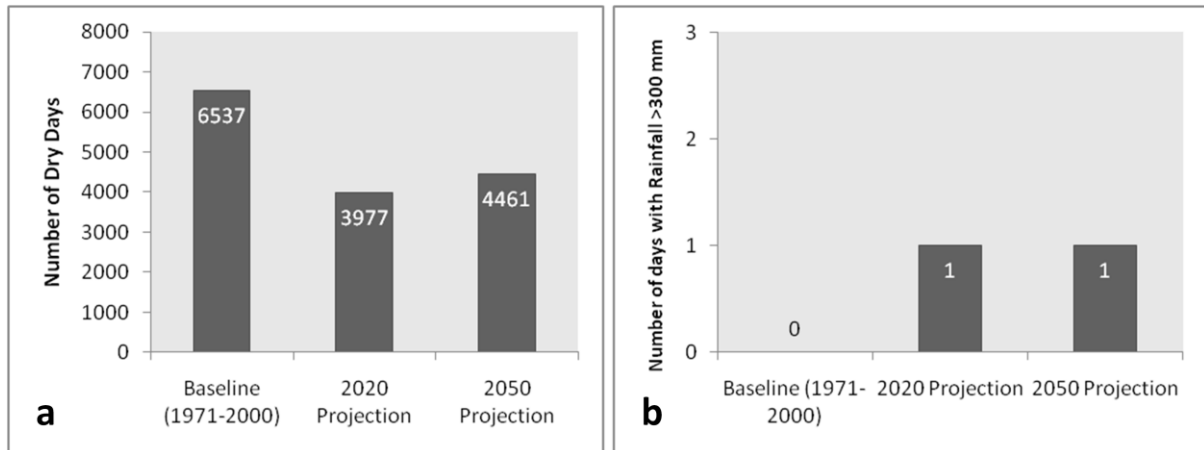 Number of Dry Days
8000
7000
6000
5000
4000
3000
2000
1000
0
6537
3977
4461
Baseline
(1971-2000)
2020
Projection
2050
Projection
a
Number of days with Rainfall >300 mm
3
2
1
0
0
1
1
Baseline (1971-
2000)
2020 Projection
2050 Projection
b